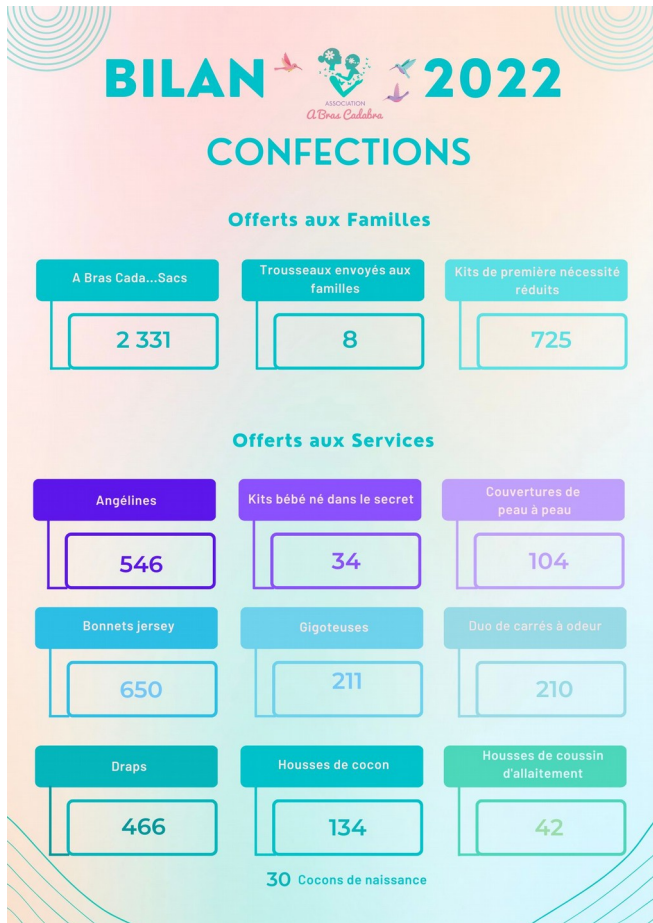 BILAN 2022
ASSOCIATION
A Bras Cadabra
CONFECTIONS
Offerts aux Familles
A Bras Cada...Sacs
2 331
Trousseaux envoyés aux
familles
8
Kits de première nécessité
réduits
725
Offerts aux Services
Angélines
546
Kits bébé né dans le secret
34
Couvertures de
peau à peau
104
Bonnets jersey
650
Gigoteuses
211
Duo de carrés à odeur
210
Draps
466
Housses de cocon
134
Housses de coussin
d'allaitement
42
30 Cocons de naissance